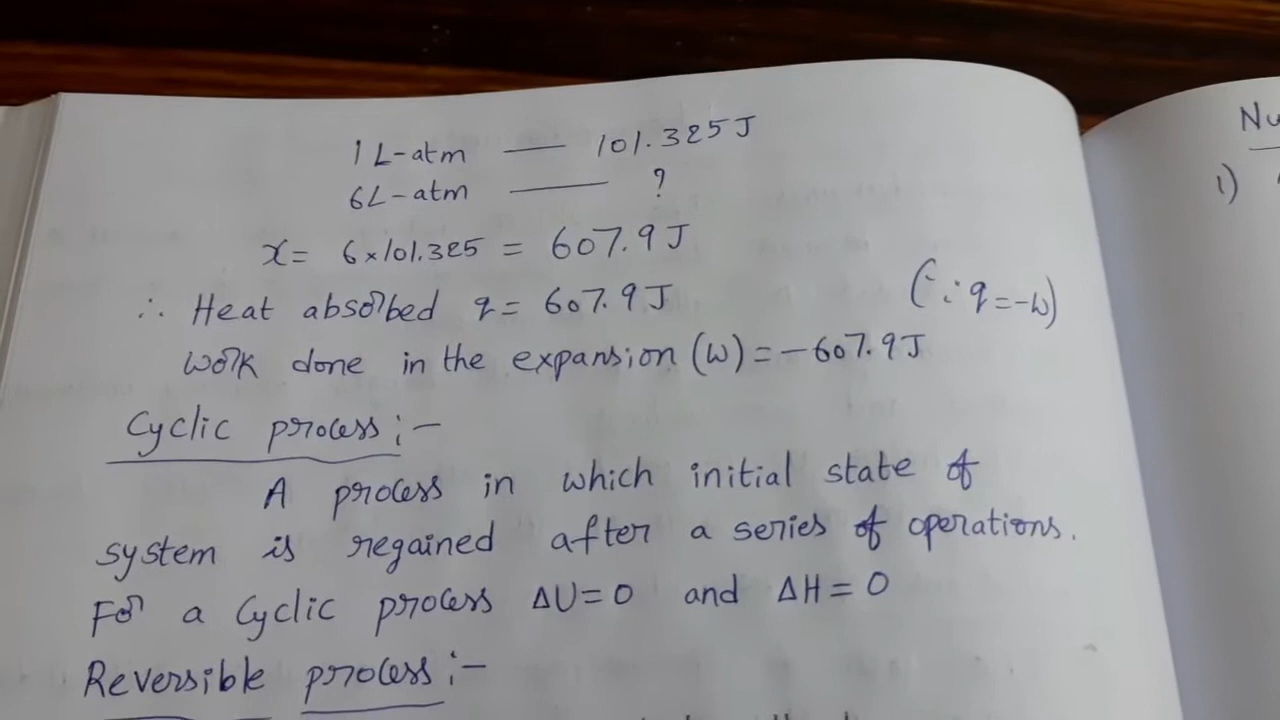 1 L-atm — 101.325 J
6L-atm — ?
x = 6×101.325 = 607.9 J
∴ Heat absorbed q = 607.9 J (∵ q = -w)
work done in the expansion (w) = -607.9 J
Cyclic process :-
A process in which initial state of
system is regained after a series of operations.
For a cyclic process ΔU = 0 and ΔH = 0
Reversible process :-
1)